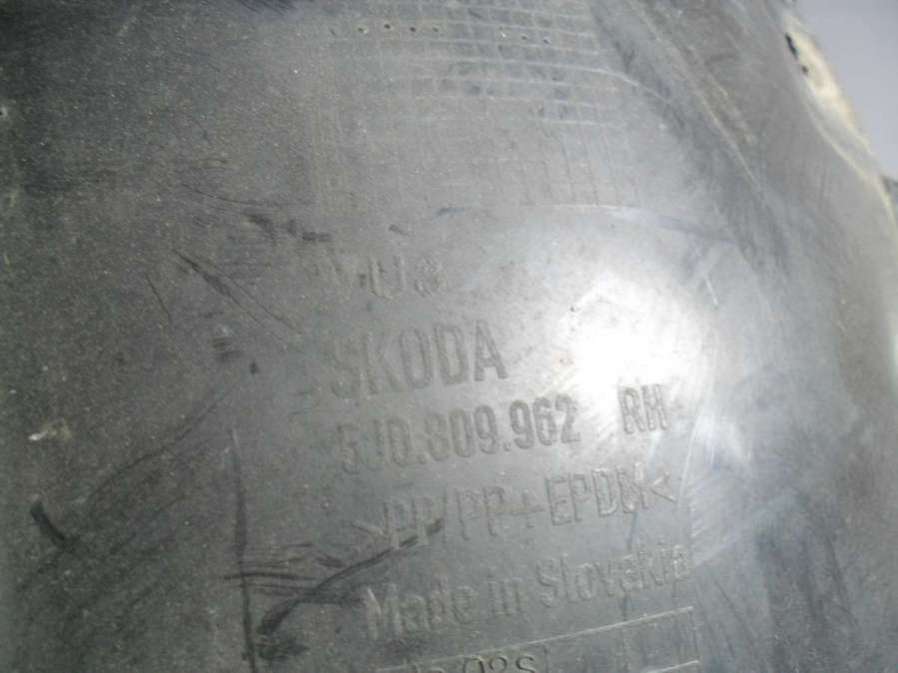 SKODA
5J0.809.962 RH
>PP/PP+EPDM<
Made in Slovakia